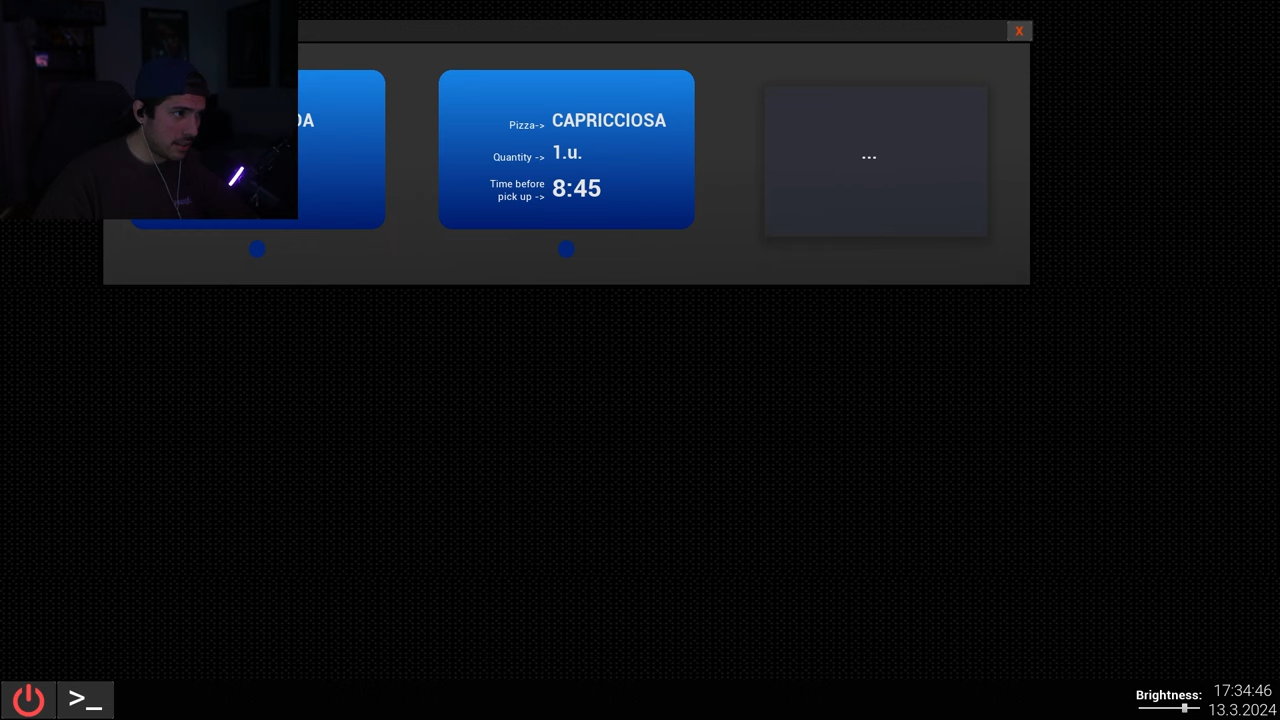 X
DA
Pizza-> CAPRICCIOSA
Quantity -> 1.u.
Time before
pick up -> 8:45
...
>_
Brightness: 17:34:46
13.3.2024